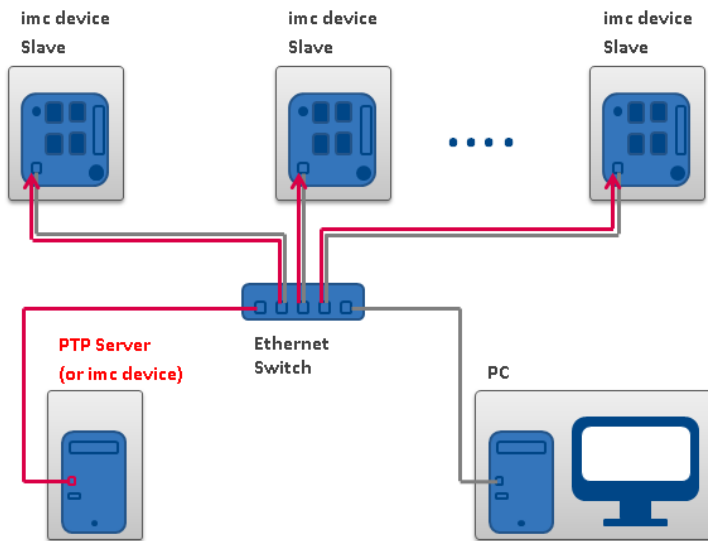 imc device
Slave
imc device
Slave
imc device
Slave
PTP Server
(or imc device)
Ethernet
Switch
PC